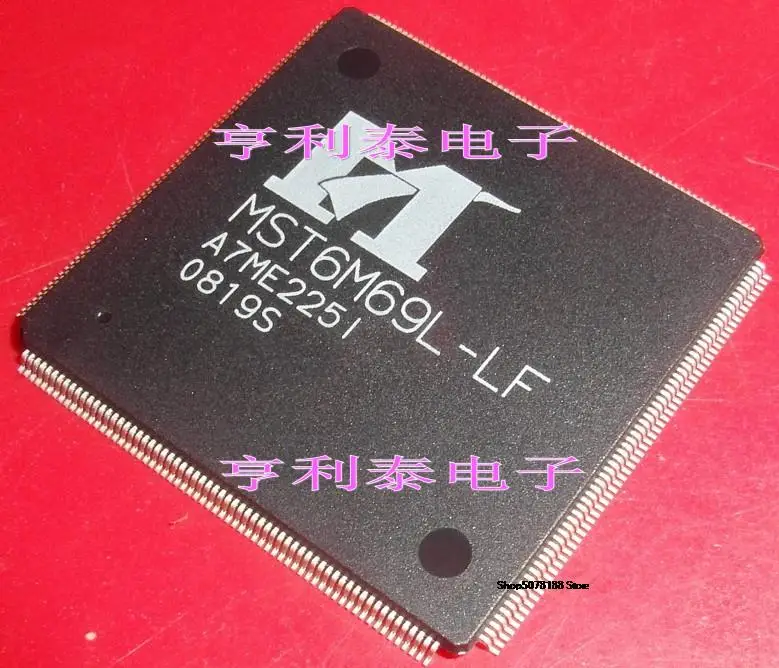 亨利泰电子
MST6M69L-LF
A7ME225I
0819S
亨利泰电子
Shop5078188 Store